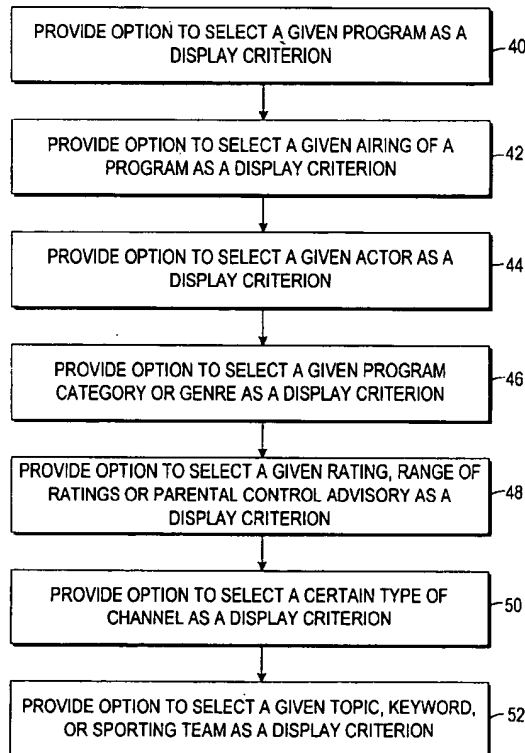 PROVIDE OPTION TO SELECT A GIVEN PROGRAM AS A
DISPLAY CRITERION
40
PROVIDE OPTION TO SELECT A GIVEN AIRING OF A
PROGRAM AS A DISPLAY CRITERION
42
PROVIDE OPTION TO SELECT A GIVEN ACTOR AS A
DISPLAY CRITERION
44
PROVIDE OPTION TO SELECT A GIVEN PROGRAM
CATEGORY OR GENRE AS A DISPLAY CRITERION
46
PROVIDE OPTION TO SELECT A GIVEN RATING, RANGE OF
RATINGS OR PARENTAL CONTROL ADVISORY AS A
DISPLAY CRITERION
48
PROVIDE OPTION TO SELECT A CERTAIN TYPE OF
CHANNEL AS A DISPLAY CRITERION
50
PROVIDE OPTION TO SELECT A GIVEN TOPIC, KEYWORD,
OR SPORTING TEAM AS A DISPLAY CRITERION
52